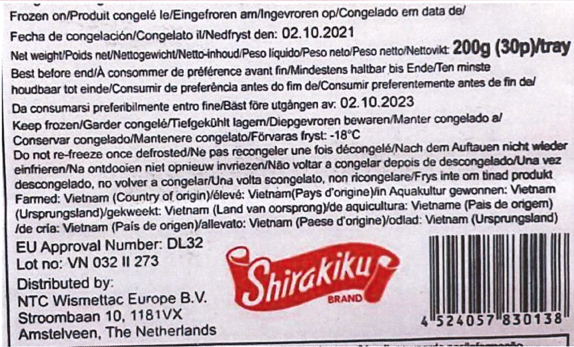 Frozen on/Produit congelé le/Eingefroren am/Ingevroren op/Congelado em data de/
Fecha de congelación/Congelato il/Nedfryst den: 02.10.2021
Net weight/Poids net/Nettogewicht/Netto-inhoud/Peso líquido/Peso neto/Peso netto/Nettovikt: 200g (30p)/tray
Best before end/À consommer de préférence avant fin/Mindestens haltbar bis Ende/Ten minste
houdbaar tot einde/Consumir de preferência antes do fim de/Consumir preferentemente antes de fin de/
Da consumarsi preferibilmente entro fine/Bäst före utgången av: 02.10.2023
Keep frozen/Garder congelé/Tiefgekühlt lagern/Diepgevroren bewaren/Manter congelado a/
Conservar congelado/Mantenere congelato/Förvaras fryst: -18°C
Do not re-freeze once defrosted/Ne pas recongeler une fois décongelé/Nach dem Auftauen nicht wieder
einfrieren/Na ontdooien niet opnieuw invriezen/Não voltar a congelar depois de descongelado/Una vez
descongelado, no volver a congelar/Una volta scongelato, non ricongelare/Frys inte om tinad produkt
Farmed: Vietnam (Country of origin)/élevé: Vietnam(Pays d'origine)/in Aquakultur gewonnen: Vietnam
(Ursprungsland)/gekweekt: Vietnam (Land van oorsprong)/de aquicultura: Vietname (País de origem)
/de cría: Vietnam (País de origen)/allevato: Vietnam (Paese d'origine)/odlad: Vietnam (Ursprungsland)
EU Approval Number: DL32
Lot no: VN 032 II 273
Distributed by:
NTC Wismettac Europe B.V.
Stroombaan 10, 1181VX
Amstelveen, The Netherlands
Shirakiku
BRAND
4 524057 830138